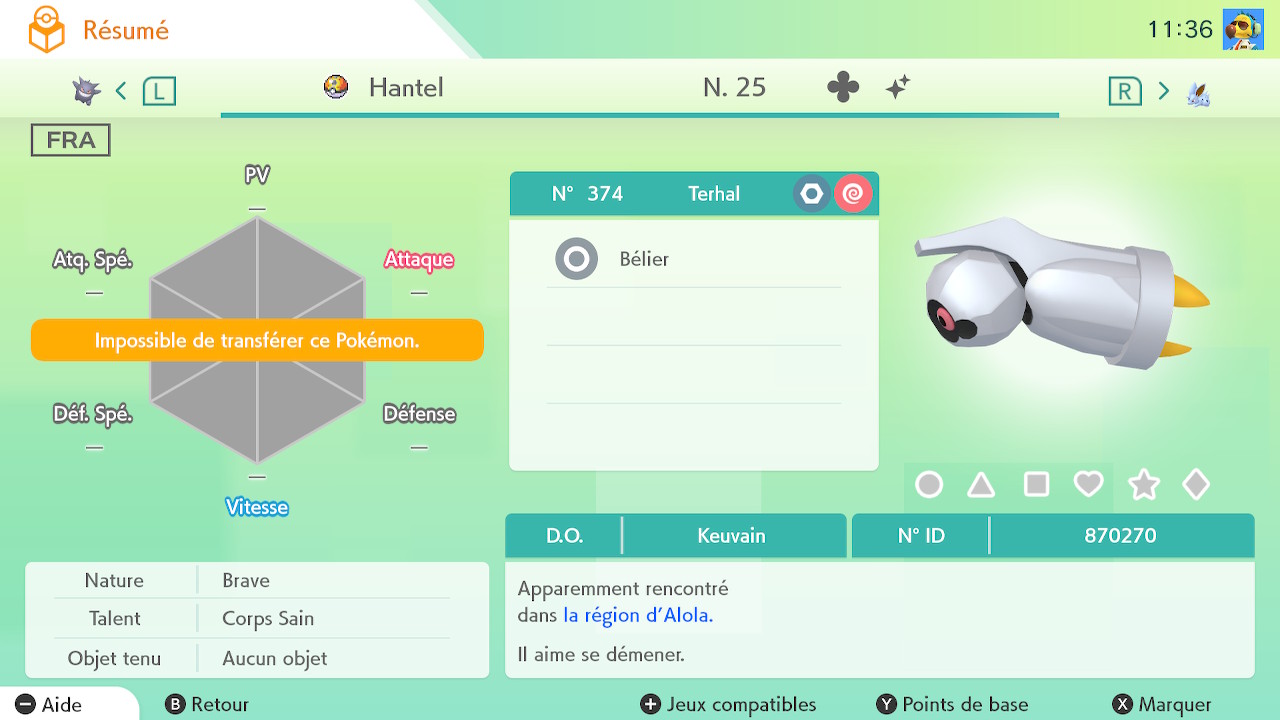 Résumé
11:36
L
Hantel
N. 25
R
FRA
PV
—
Atq. Spé.
—
Attaque
—
Impossible de transférer ce Pokémon.
Déf. Spé.
—
Défense
—
—
Vitesse
N° 374 Terhal
Bélier
D.O. Keuvain
N° ID 870270
Nature Brave
Talent Corps Sain
Objet tenu Aucun objet
Apparemment rencontré
dans la région d'Alola.
Il aime se démener.
Aide
B Retour
Jeux compatibles
Y Points de base
X Marquer